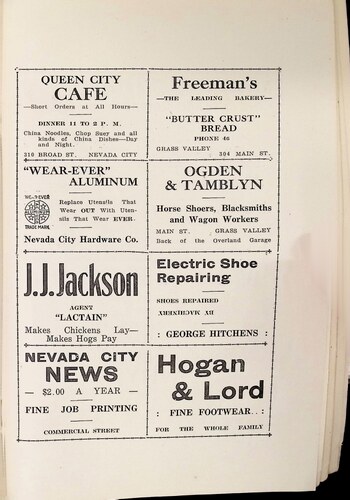 QUEEN CITY
CAFE
—Short Orders at All Hours—
DINNER 11 TO 2 P. M.
China Noodles, Chop Suey and all
kinds of China Dishes—Day
and Night.
210 BROAD ST. NEVADA CITY
Freeman's
—THE LEADING BAKERY—
"BUTTER CRUST"
BREAD
PHONE 46
GRASS VALLEY
304 MAIN ST.
"WEAR-EVER"
ALUMINUM
WEAR-EVER
TRADE MARK
Replace Utensils That
Wear OUT With Uten-
sils That Wear EVER.
Nevada City Hardware Co.
OGDEN
& TAMBLYN
Horse Shoers, Blacksmiths
and Wagon Workers
MAIN ST. GRASS VALLEY
Back of the Overland Garage
J.J.Jackson
AGENT
"LACTAIN"
Makes Chickens Lay—
Makes Hogs Pay
Electric Shoe
Repairing
SHOES REPAIRED
BY MACHINERY
: GEORGE HITCHENS :
NEVADA CITY
NEWS
— $2.00 A YEAR —
FINE JOB PRINTING
COMMERCIAL STREET
Hogan
& Lord
: FINE FOOTWEAR. . :
FOR THE WHOLE FAMILY